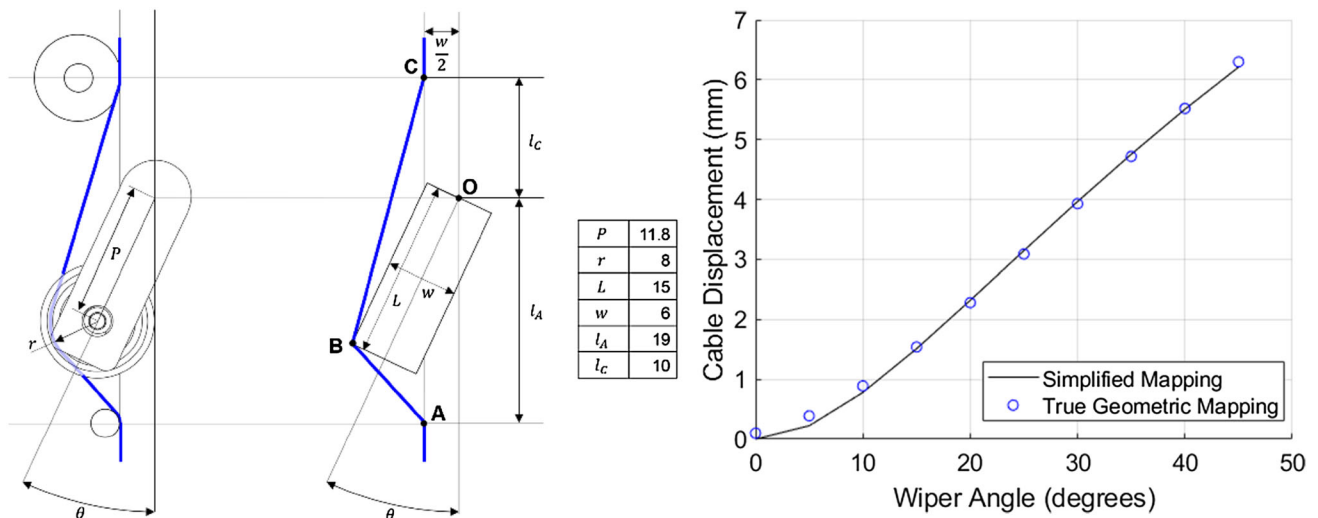 P
r
θ
w
2
C
l_C
O
l_A
L
w
B
A
θ
P 11.8
r 8
L 15
w 6
l_A 19
l_C 10
7
6
5
4
3
2
1
0
Cable Displacement (mm)
0 10 20 30 40 50
Wiper Angle (degrees)
Simplified Mapping
True Geometric Mapping